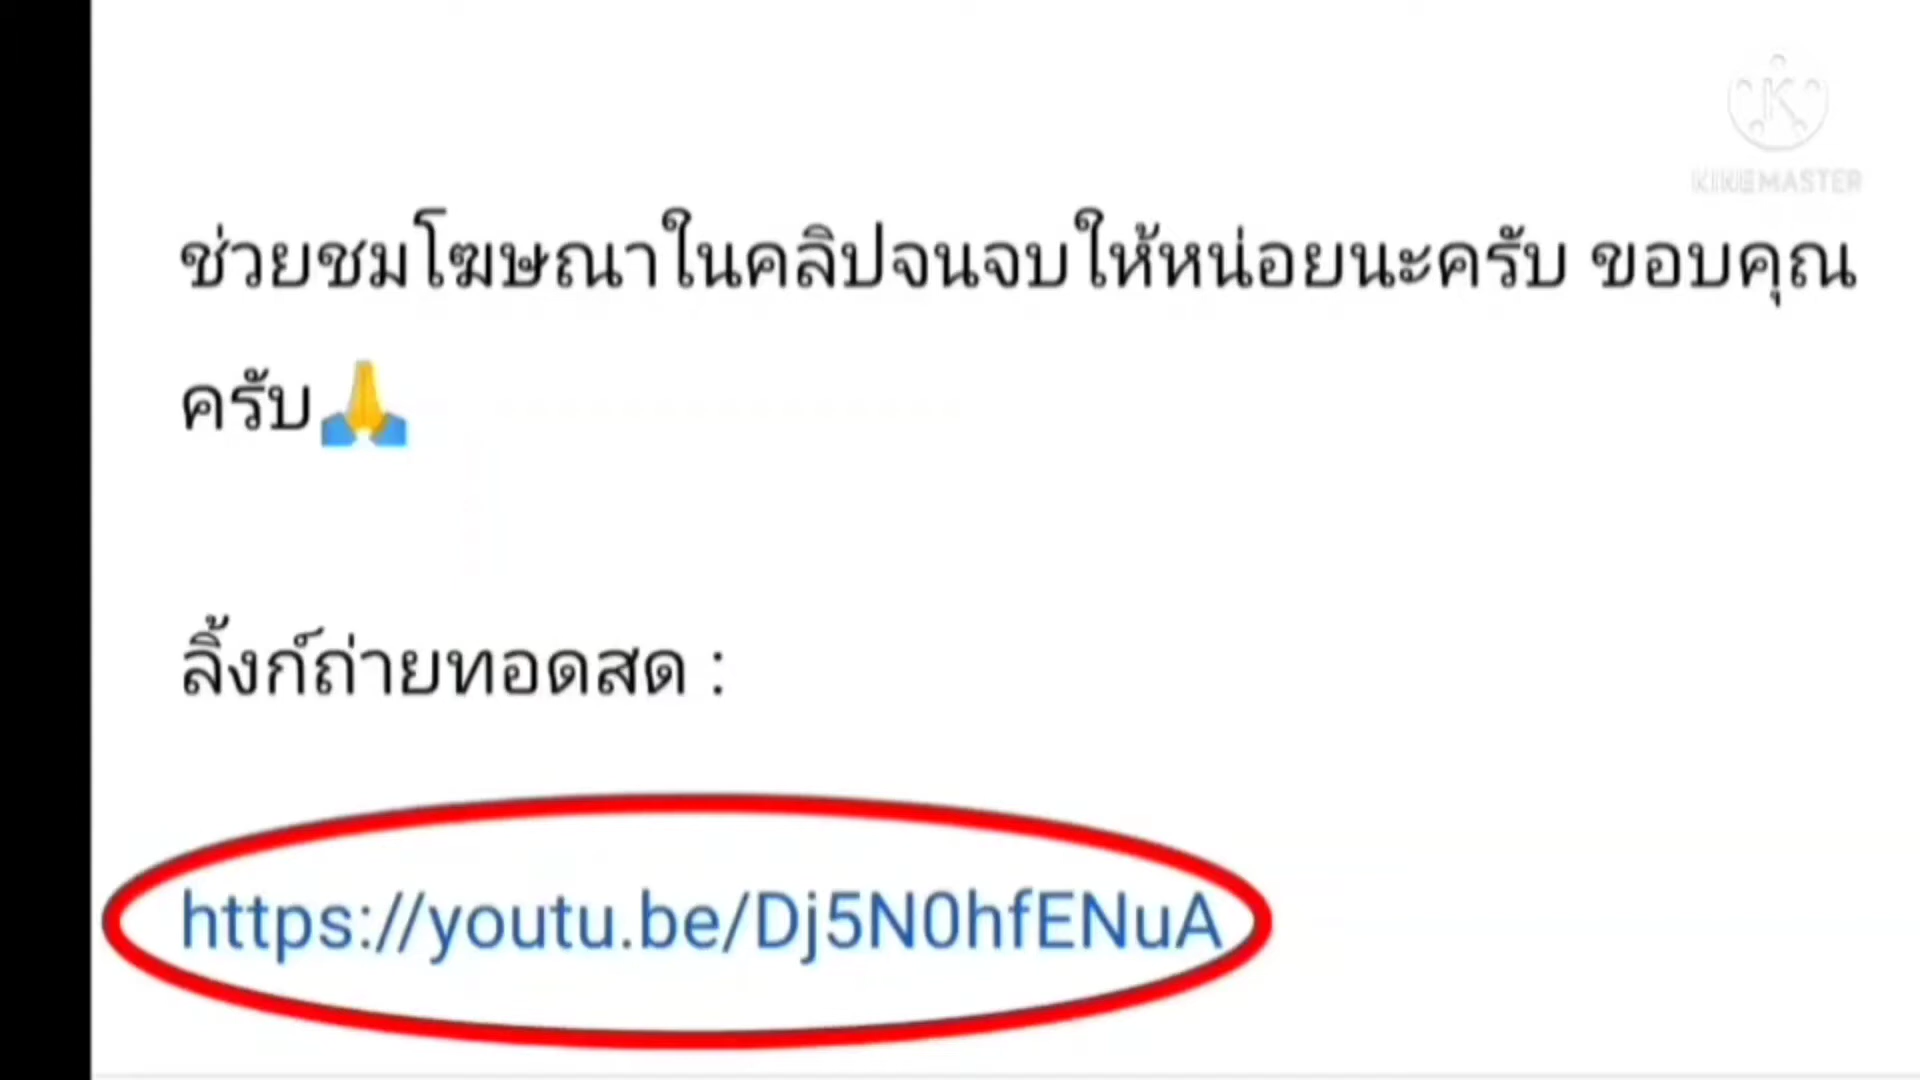 KINEMASTER
ช่วยชมโฆษณาในคลิปจนจบให้หน่อยนะครับ ขอบคุณ
ครับ🙏
ลิ้งก์ถ่ายทอดสด :
https://youtu.be/Dj5N0hfENuA